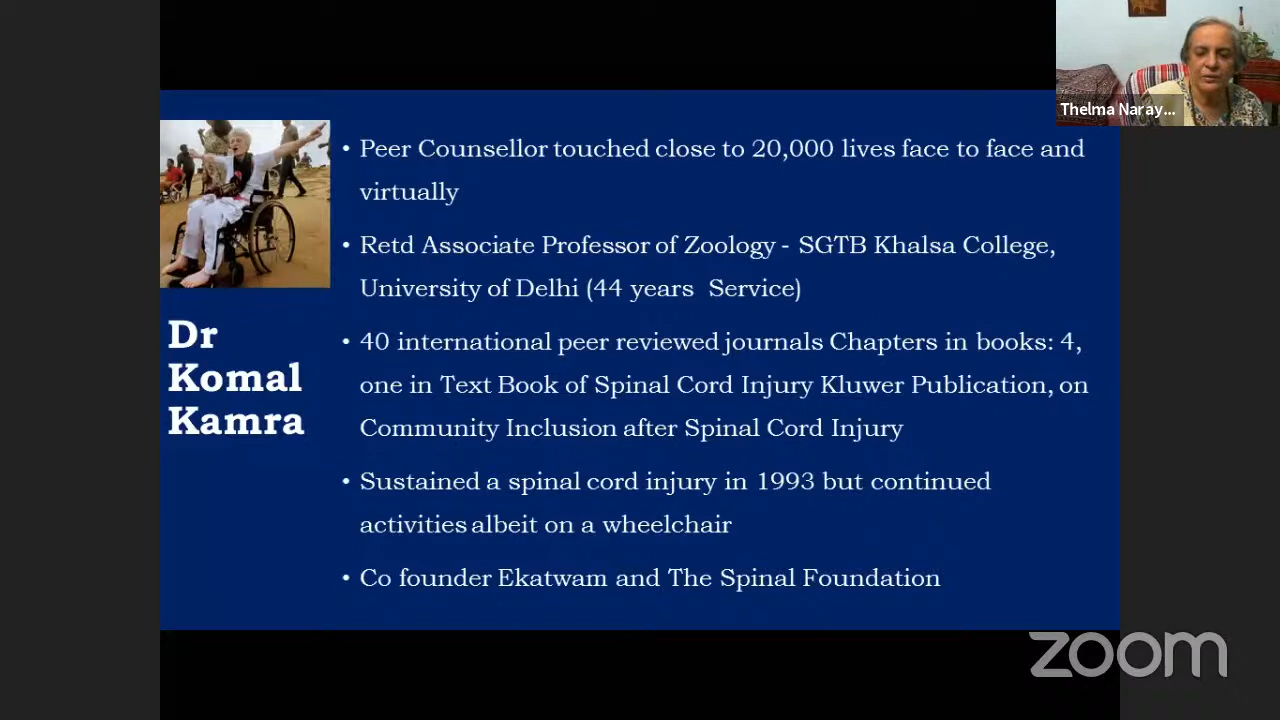 Thelma Naray...
• Peer Counsellor touched close to 20,000 lives face to face and
virtually
• Retd Associate Professor of Zoology - SGTB Khalsa College,
University of Delhi (44 years Service)
• 40 international peer reviewed journals Chapters in books: 4,
one in Text Book of Spinal Cord Injury Kluwer Publication, on
Community Inclusion after Spinal Cord Injury
• Sustained a spinal cord injury in 1993 but continued
activities albeit on a wheelchair
• Co founder Ekatwam and The Spinal Foundation
Dr
Komal
Kamra
zoom